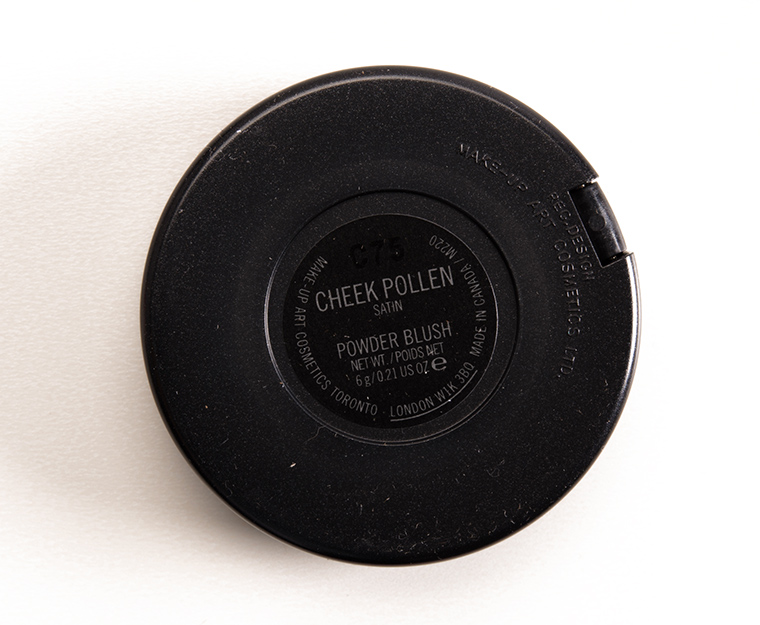 C75
CHEEK POLLEN
SATIN
POWDER BLUSH
NET WT./POIDS NET
6 g/0.21 US OZ e
MAKE-UP ART COSMETICS TORONTO · LONDON W1K 3BQ MADE IN CANADA / M220
MAKE-UP ART COSMETICS LTD.
REG. DESIGN